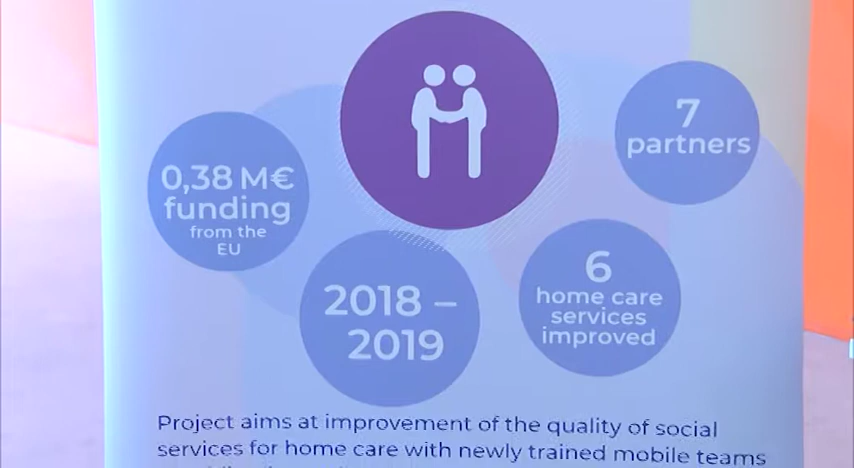 7
partners
0,38 M€
funding
from the
EU
6
home care
services
improved
2018 –
2019
Project aims at improvement of the quality of social
services for home care with newly trained mobile teams